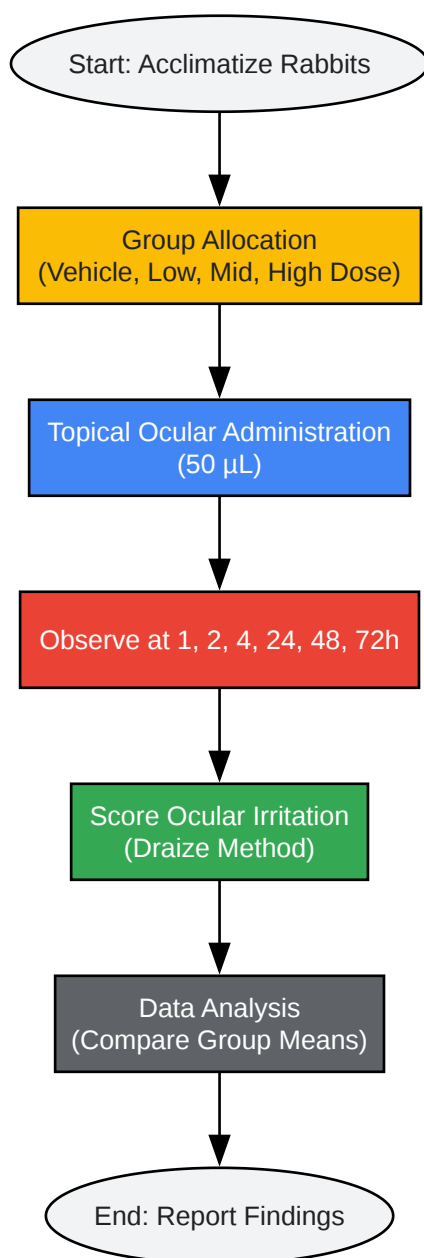 Start: Acclimatize Rabbits
Group Allocation
(Vehicle, Low, Mid, High Dose)
Topical Ocular Administration
(50 µL)
Observe at 1, 2, 4, 24, 48, 72h
Score Ocular Irritation
(Draize Method)
Data Analysis
(Compare Group Means)
End: Report Findings